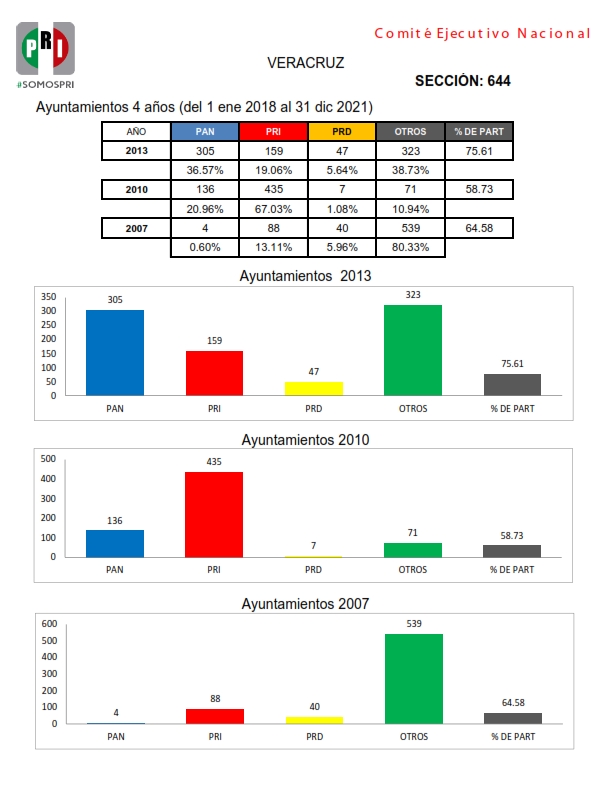 Comité Ejecutivo Nacional
PRI
#SOMOSPRI
VERACRUZ
SECCIÓN: 644
Ayuntamientos 4 años (del 1 ene 2018 al 31 dic 2021)
AÑO PAN PRI PRD OTROS % DE PART
2013 305 159 47 323 75.61
36.57% 19.06% 5.64% 38.73%
2010 136 435 7 71 58.73
20.96% 67.03% 1.08% 10.94%
2007 4 88 40 539 64.58
0.60% 13.11% 5.96% 80.33%
Ayuntamientos 2013
350
300
250
200
150
100
50
0
305 159 47 323 75.61
PAN PRI PRD OTROS % DE PART
Ayuntamientos 2010
500
400
300
200
100
0
136 435 7 71 58.73
PAN PRI PRD OTROS % DE PART
Ayuntamientos 2007
600
500
400
300
200
100
0
4 88 40 539 64.58
PAN PRI PRD OTROS % DE PART